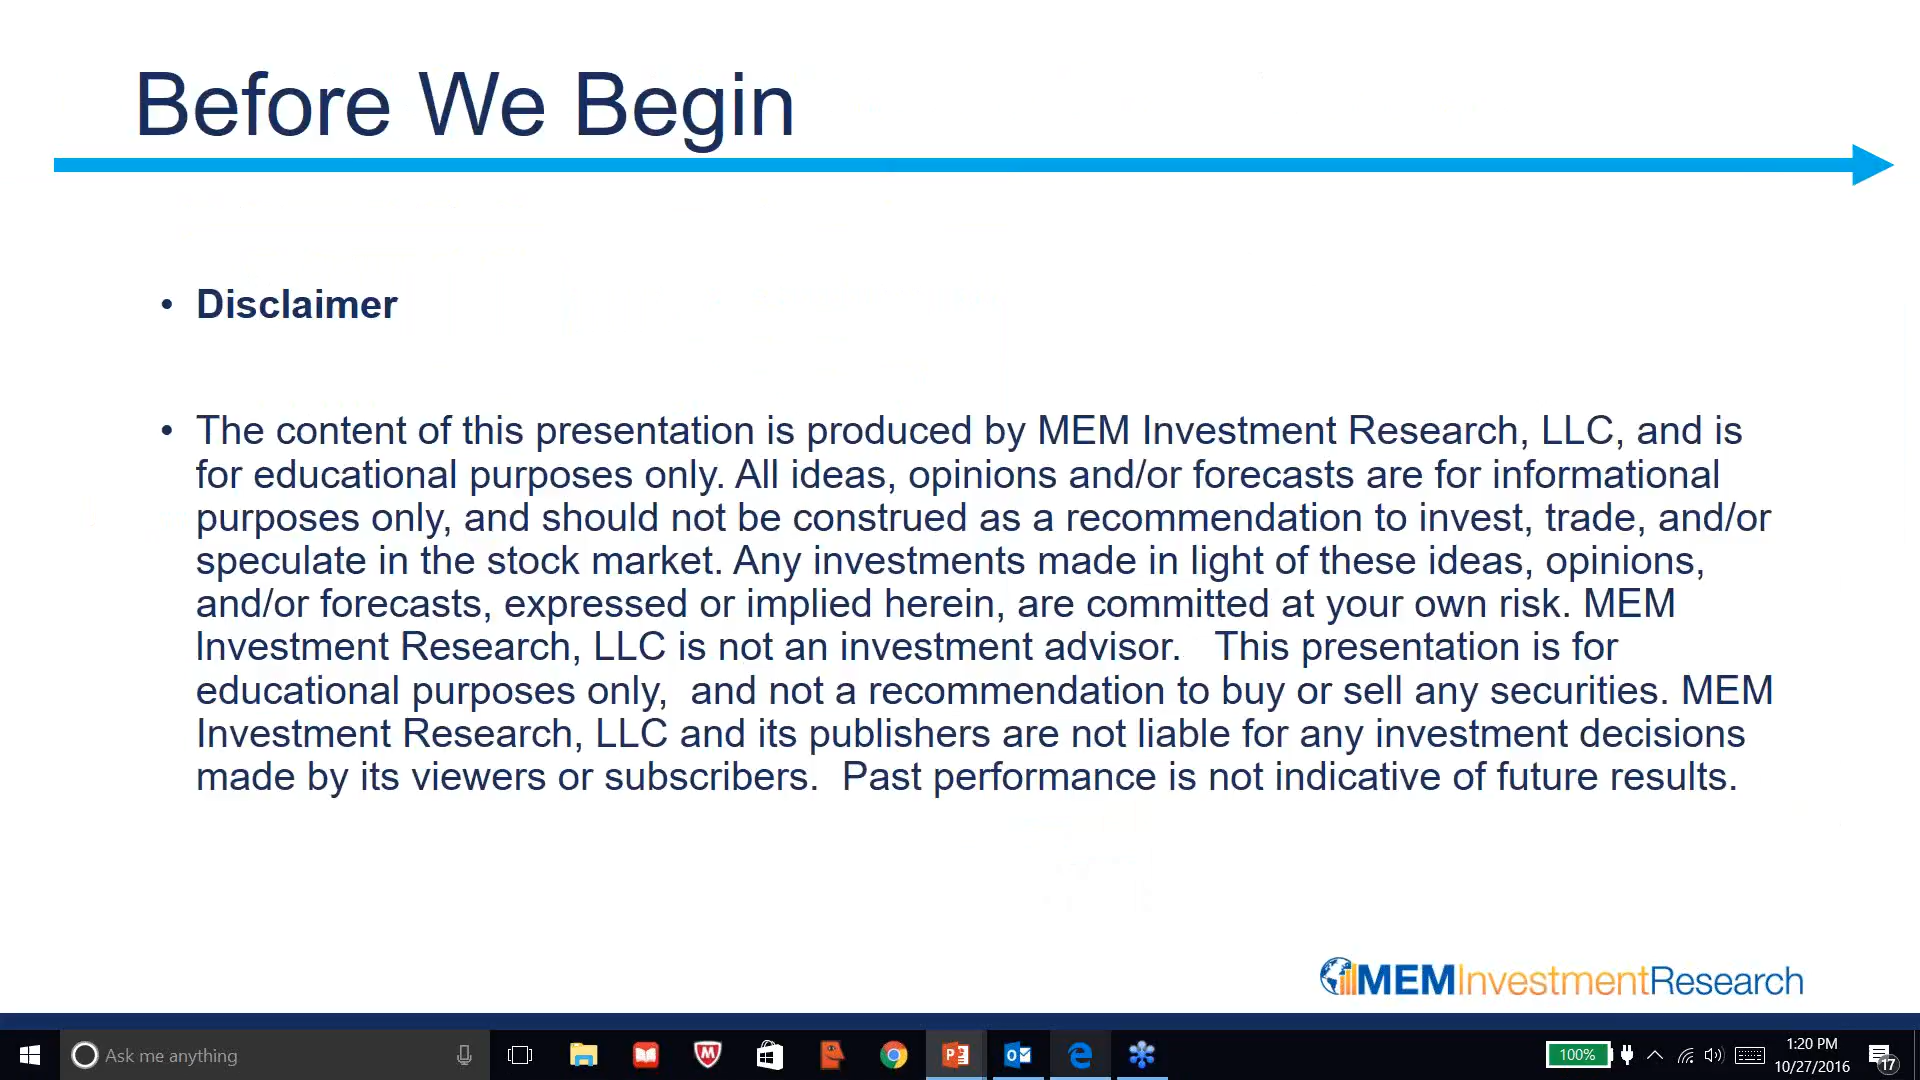 Before We Begin
• Disclaimer
• The content of this presentation is produced by MEM Investment Research, LLC, and is
for educational purposes only. All ideas, opinions and/or forecasts are for informational
purposes only, and should not be construed as a recommendation to invest, trade, and/or
speculate in the stock market. Any investments made in light of these ideas, opinions,
and/or forecasts, expressed or implied herein, are committed at your own risk. MEM
Investment Research, LLC is not an investment advisor.   This presentation is for
educational purposes only,  and not a recommendation to buy or sell any securities. MEM
Investment Research, LLC and its publishers are not liable for any investment decisions
made by its viewers or subscribers.  Past performance is not indicative of future results.
MEMInvestmentResearch
Ask me anything
100%
1:20 PM
10/27/2016
17